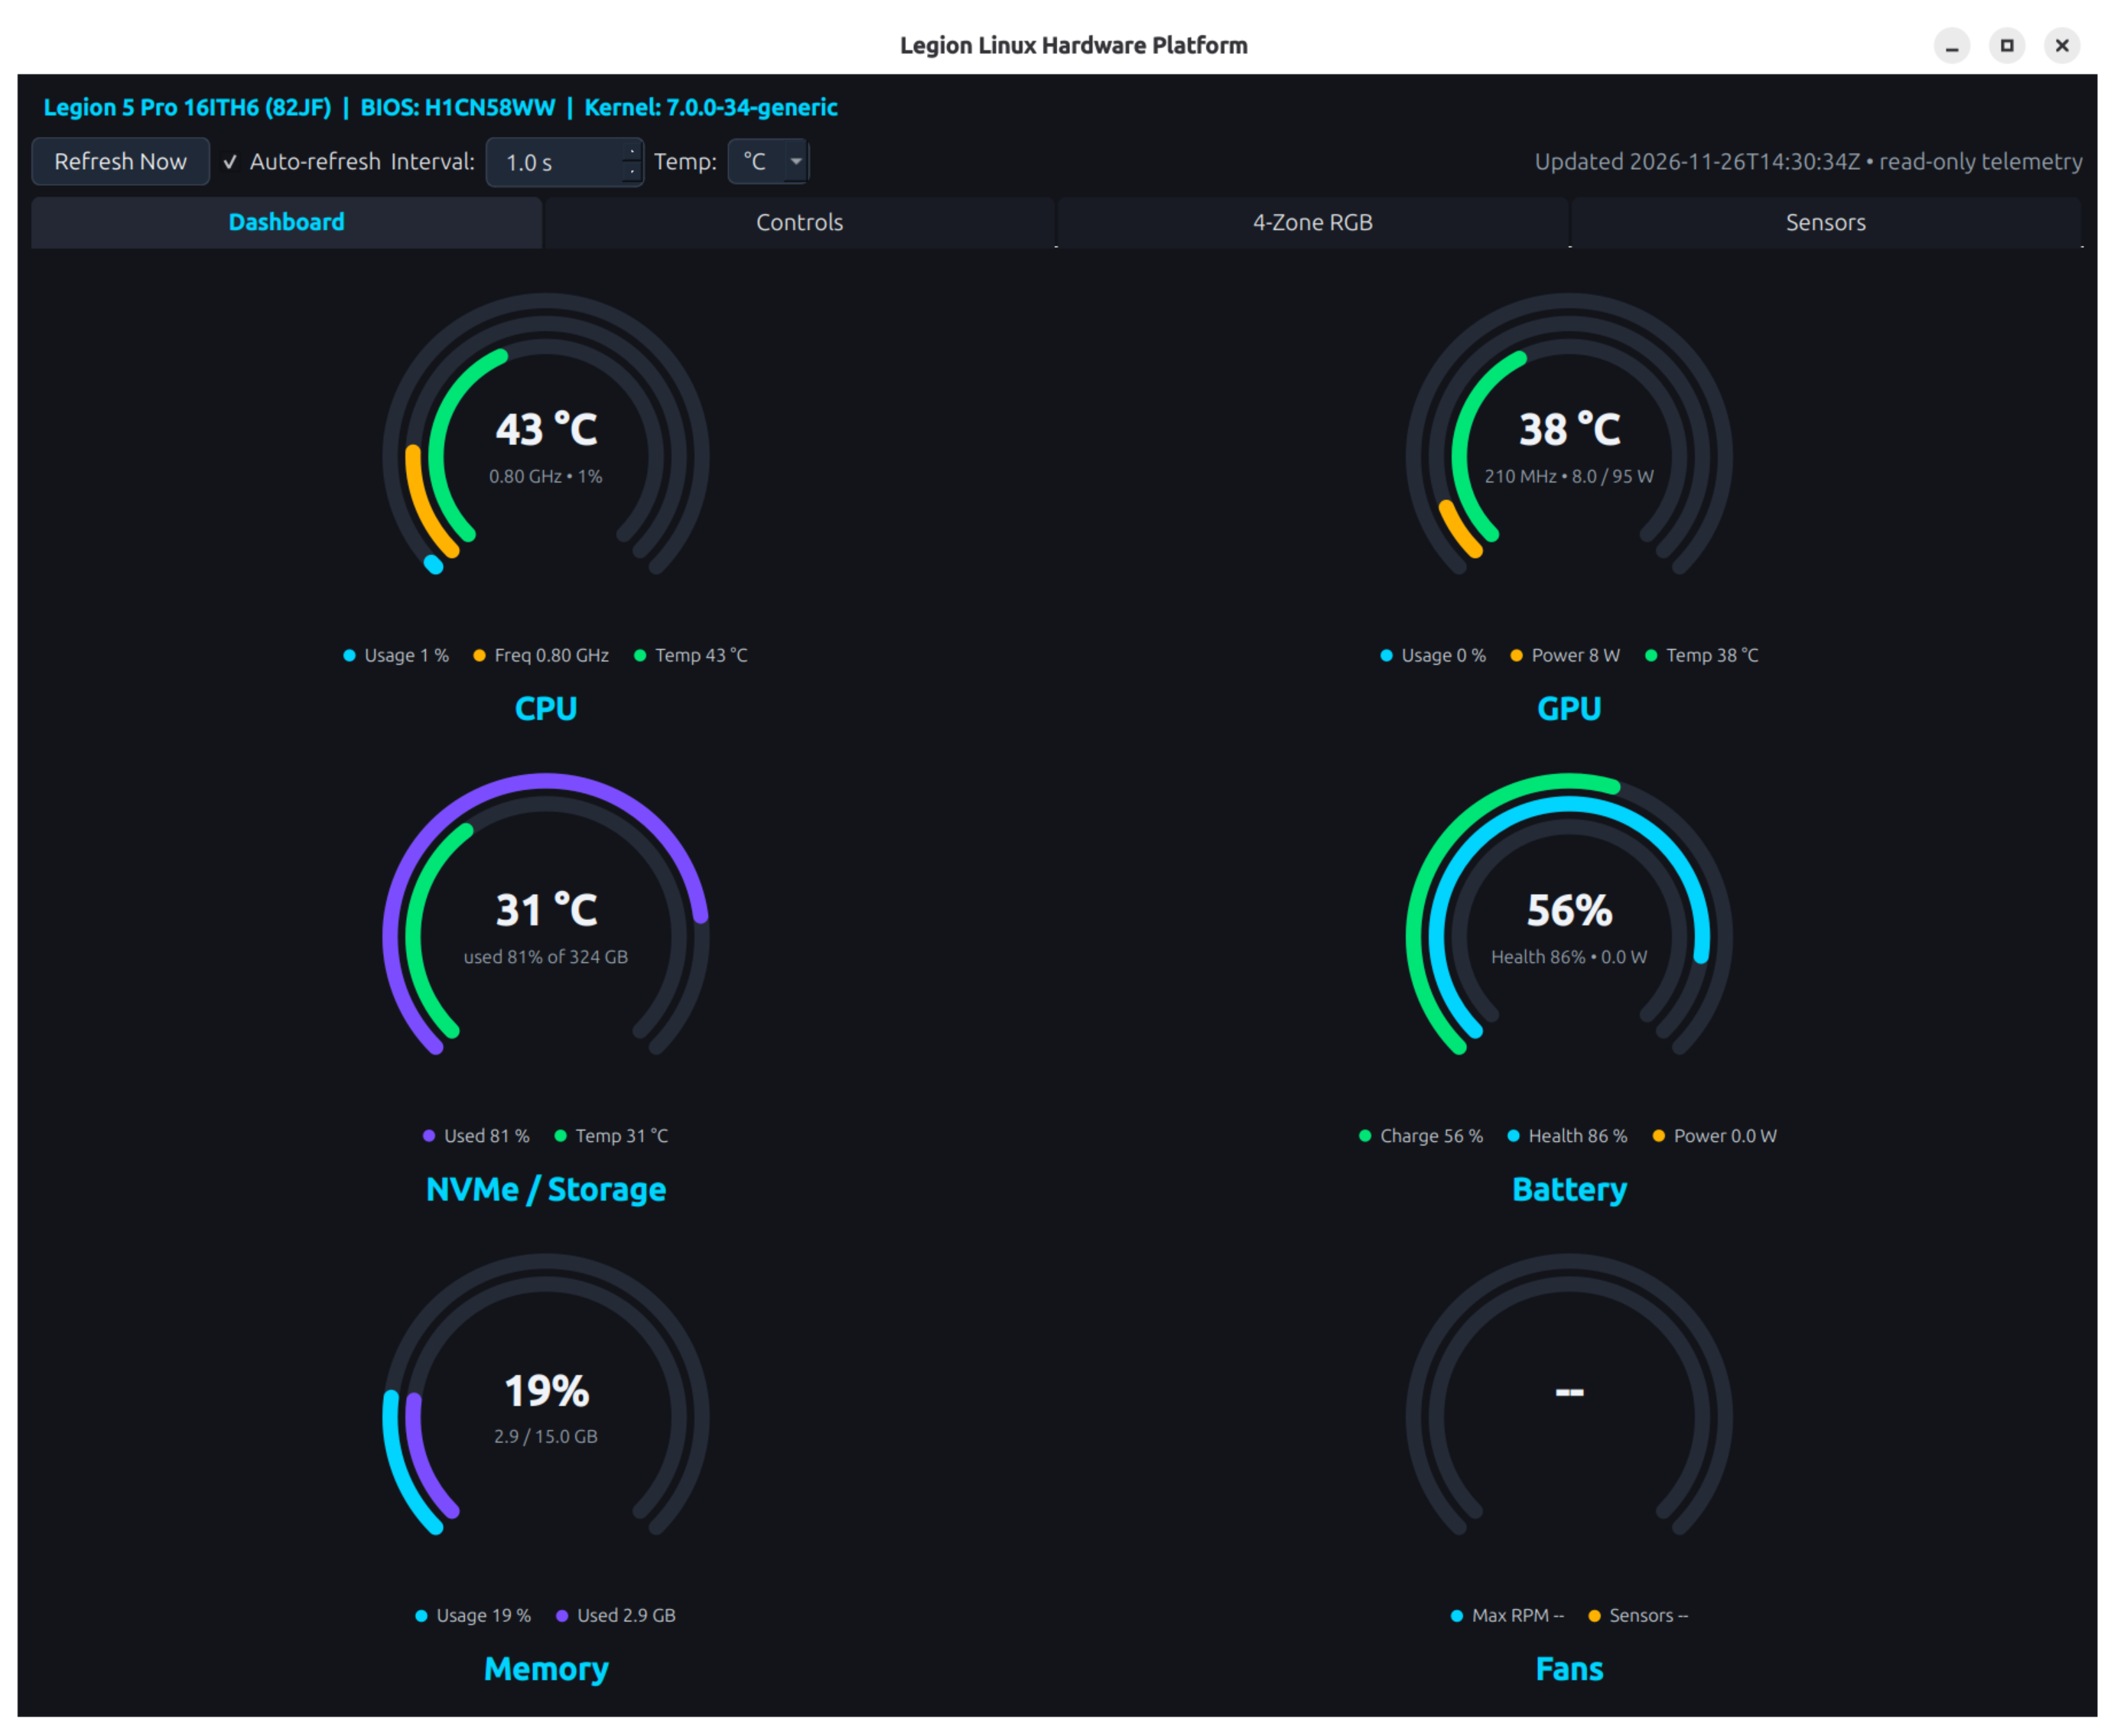 Legion Linux Hardware Platform
Legion 5 Pro 16ITH6 (82JF) | BIOS: H1CN58WW | Kernel: 7.0.0-34-generic
Refresh Now ✓ Auto-refresh Interval: 1.0 s Temp: °C Updated 2026-11-26T14:30:34Z • read-only telemetry
Dashboard Controls 4-Zone RGB Sensors
43 °C
0.80 GHz • 1%
Usage 1 % Freq 0.80 GHz Temp 43 °C
CPU
38 °C
210 MHz • 8.0 / 95 W
Usage 0 % Power 8 W Temp 38 °C
GPU
31 °C
used 81% of 324 GB
Used 81 % Temp 31 °C
NVMe / Storage
56%
Health 86% • 0.0 W
Charge 56 % Health 86 % Power 0.0 W
Battery
19%
2.9 / 15.0 GB
Usage 19 % Used 2.9 GB
Memory
--
Max RPM -- Sensors --
Fans